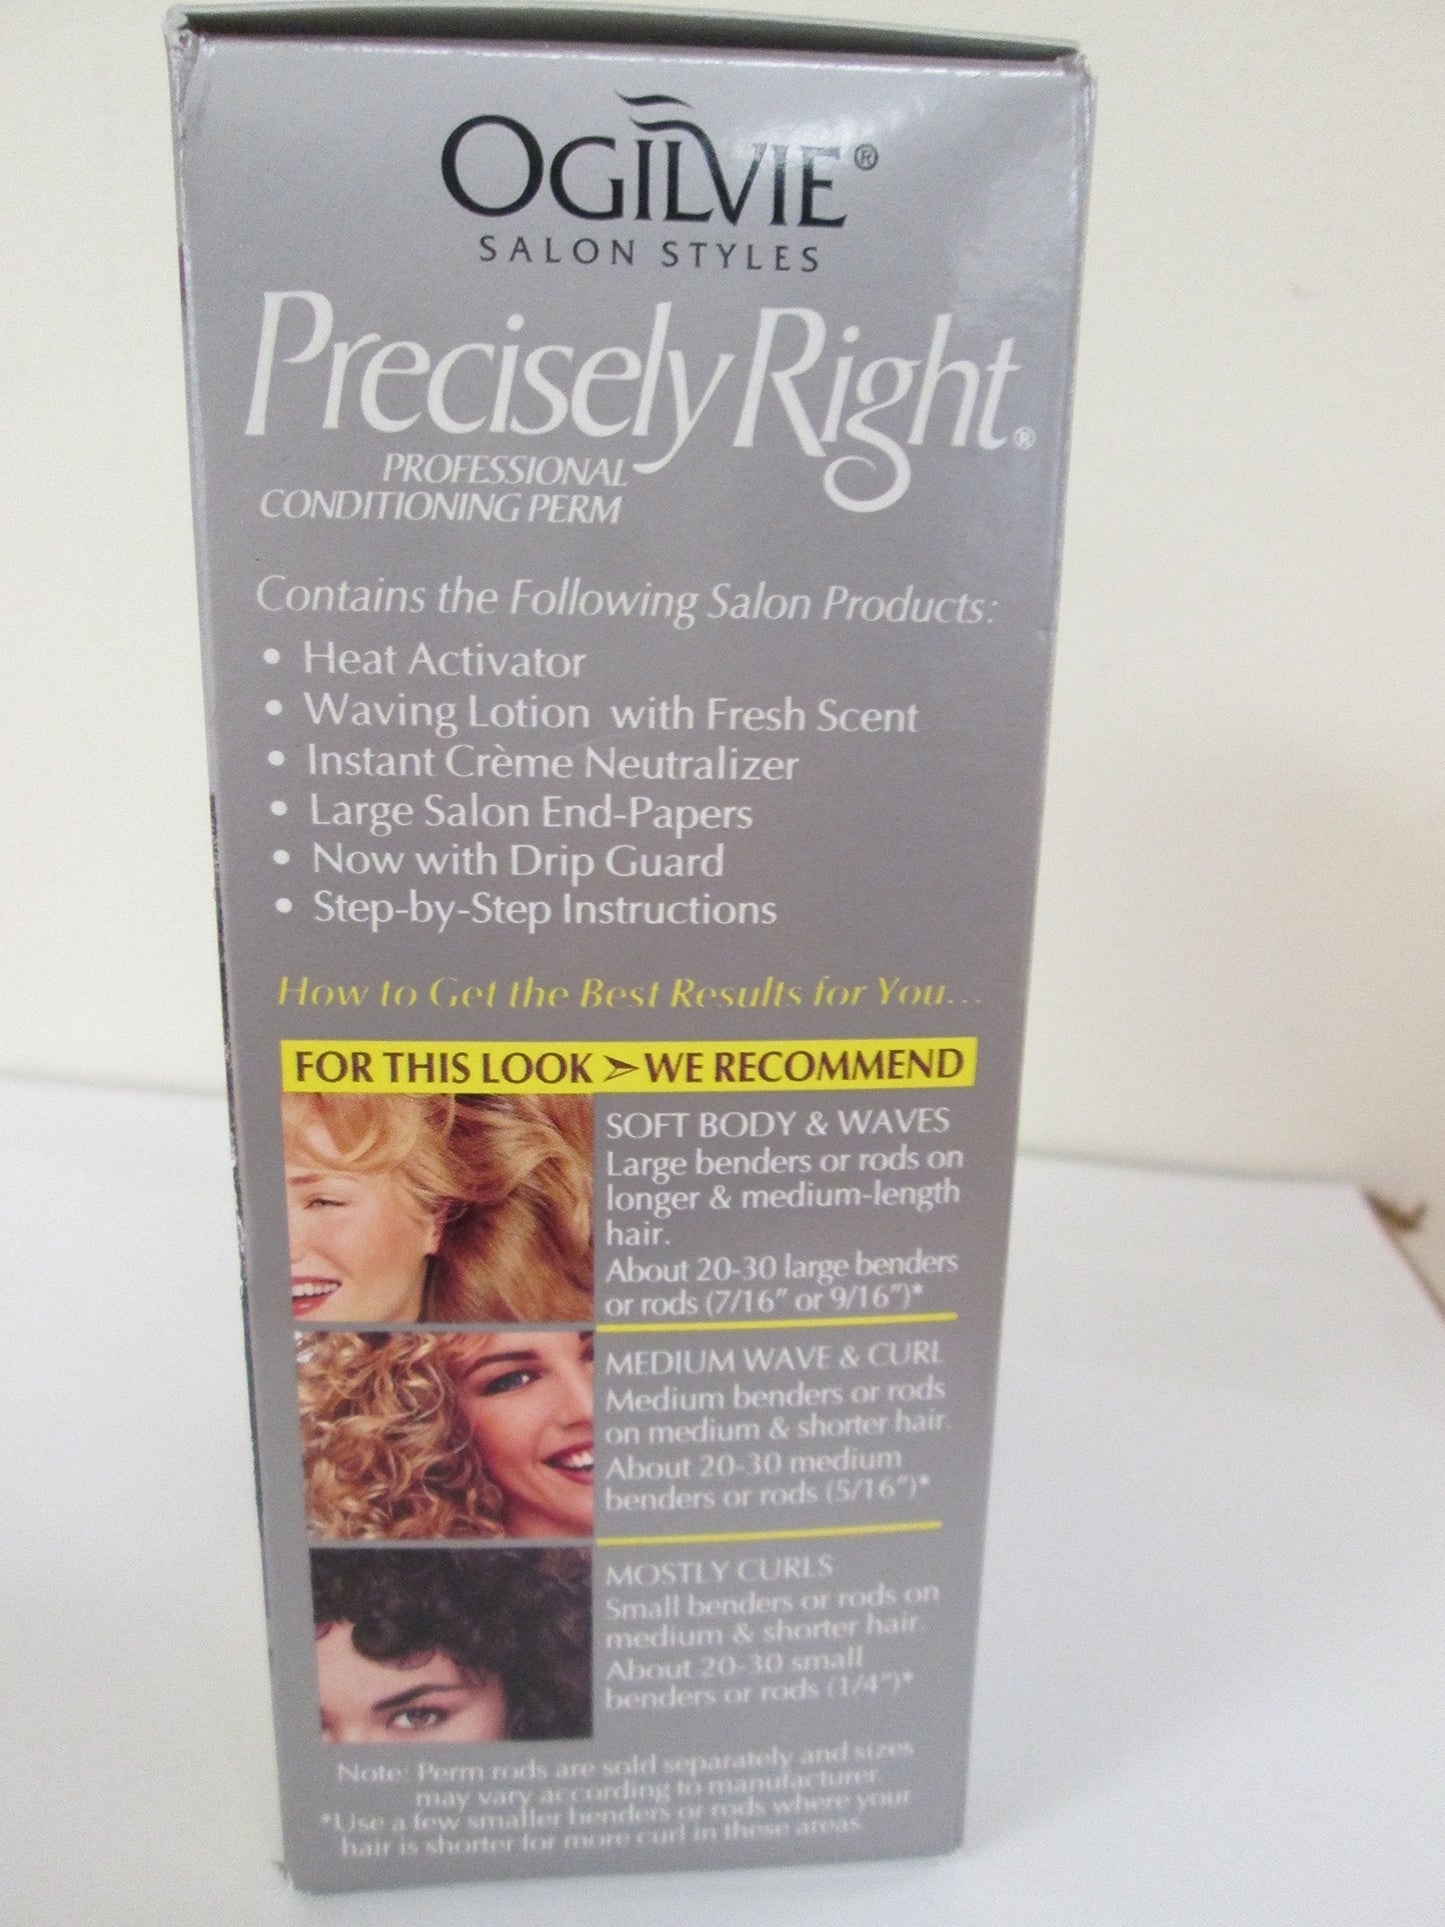 OGILVIE®
SALON STYLES
Precisely Right®
PROFESSIONAL
CONDITIONING PERM
Contains the Following Salon Products:
• Heat Activator
• Waving Lotion with Fresh Scent
• Instant Crème Neutralizer
• Large Salon End-Papers
• Now with Drip Guard
• Step-by-Step Instructions
How to Get the Best Results for You...
FOR THIS LOOK ➣ WE RECOMMEND
SOFT BODY & WAVES
Large benders or rods on
longer & medium-length
hair.
About 20-30 large benders
or rods (7/16" or 9/16")*
MEDIUM WAVE & CURL
Medium benders or rods
on medium & shorter hair.
About 20-30 medium
benders or rods (5/16")*
MOSTLY CURLS
Small benders or rods on
medium & shorter hair.
About 20-30 small
benders or rods (1/4")*
Note: Perm rods are sold separately and sizes
may vary according to manufacturer.
*Use a few smaller benders or rods where your
hair is shorter for more curl in these areas.